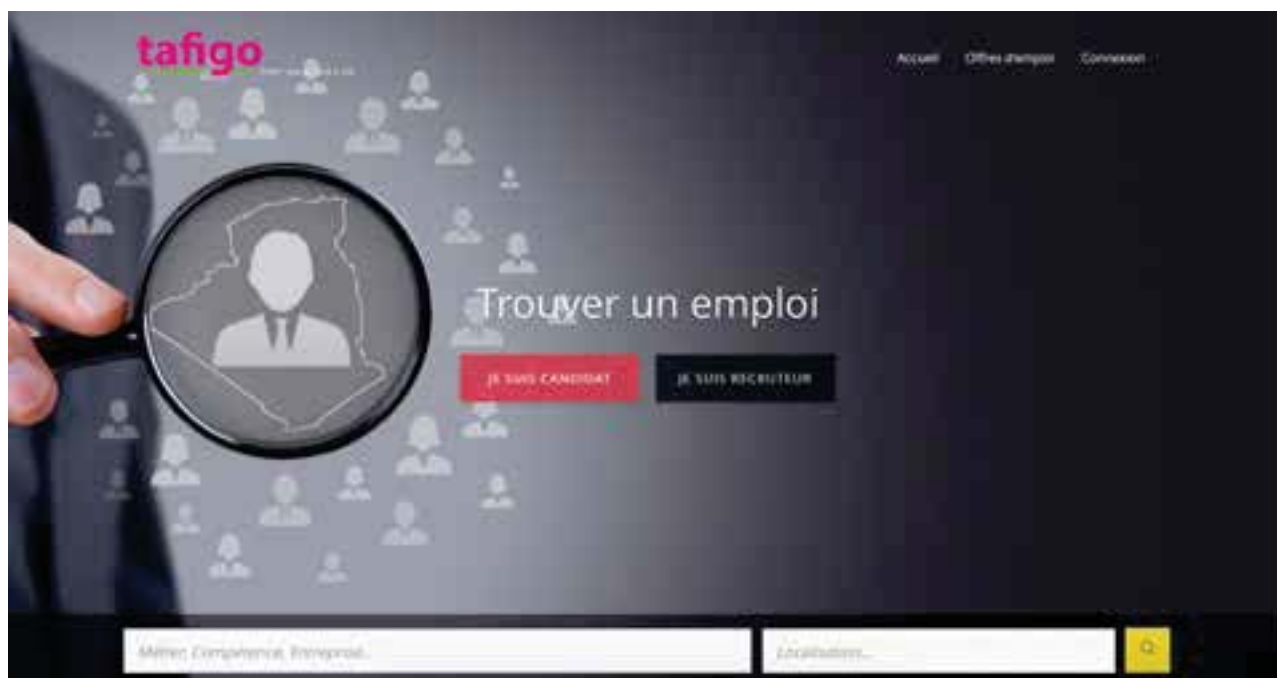 tafigo
Accueil Offres d'emploi Connexion
Trouver un emploi
JE SUIS CANDIDAT JE SUIS RECRUTEUR
Métier, Compétence, Entreprise...
Localisation...